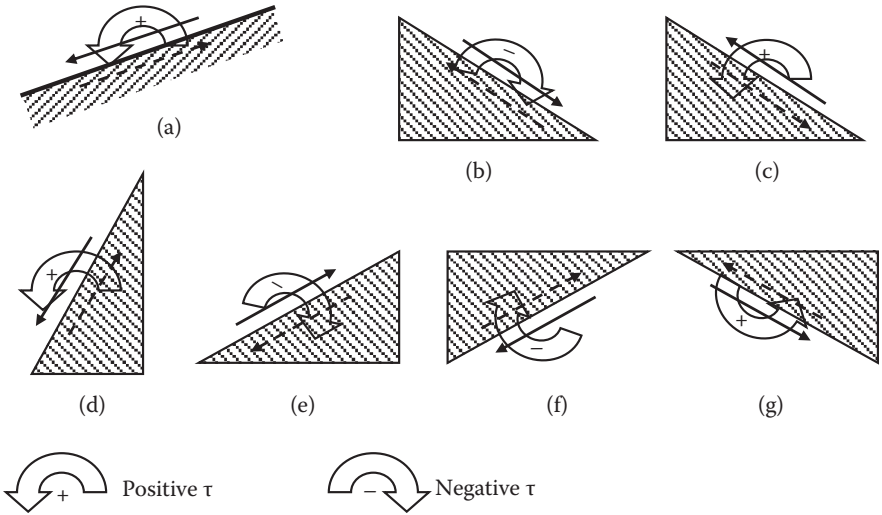 +
(a)
−
(b)
+
(c)
+
(d)
−
(e)
−
(f)
+
(g)
+ Positive τ
− Negative τ